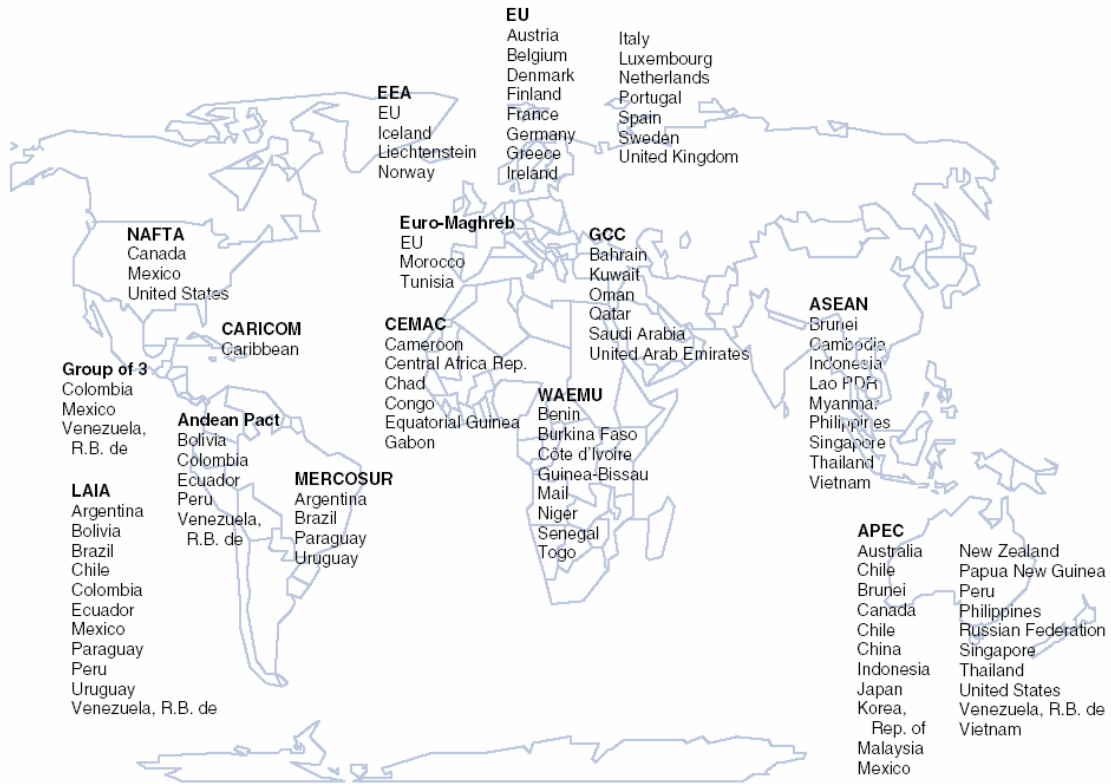 EU
Austria
Belgium
Denmark
Finland
France
Germany
Greece
Ireland
Italy
Luxembourg
Netherlands
Portugal
Spain
Sweden
United Kingdom
EEA
EU
Iceland
Liechtenstein
Norway
NAFTA
Canada
Mexico
United States
Euro-Maghreb
EU
Morocco
Tunisia
GCC
Bahrain
Kuwait
Oman
Qatar
Saudi Arabia
United Arab Emirates
CARICOM
Caribbean
CEMAC
Cameroon
Central Africa Rep.
Chad
Congo
Equatorial Guinea
Gabon
ASEAN
Brunei
Cambodia
Indonesia
Lao PDR
Myanmar
Philippines
Singapore
Thailand
Vietnam
Group of 3
Colombia
Mexico
Venezuela,
R.B. de
Andean Pact
Bolivia
Colombia
Ecuador
Peru
Venezuela,
R.B. de
WAEMU
Benin
Burkina Faso
Côte d'Ivoire
Guinea-Bissau
Mail
Niger
Senegal
Togo
MERCOSUR
Argentina
Brazil
Paraguay
Uruguay
LAIA
Argentina
Bolivia
Brazil
Chile
Colombia
Ecuador
Mexico
Paraguay
Peru
Uruguay
Venezuela, R.B. de
APEC
Australia
Chile
Brunei
Canada
Chile
China
Indonesia
Japan
Korea,
Rep. of
Malaysia
Mexico
New Zealand
Papua New Guinea
Peru
Philippines
Russian Federation
Singapore
Thailand
United States
Venezuela, R.B. de
Vietnam